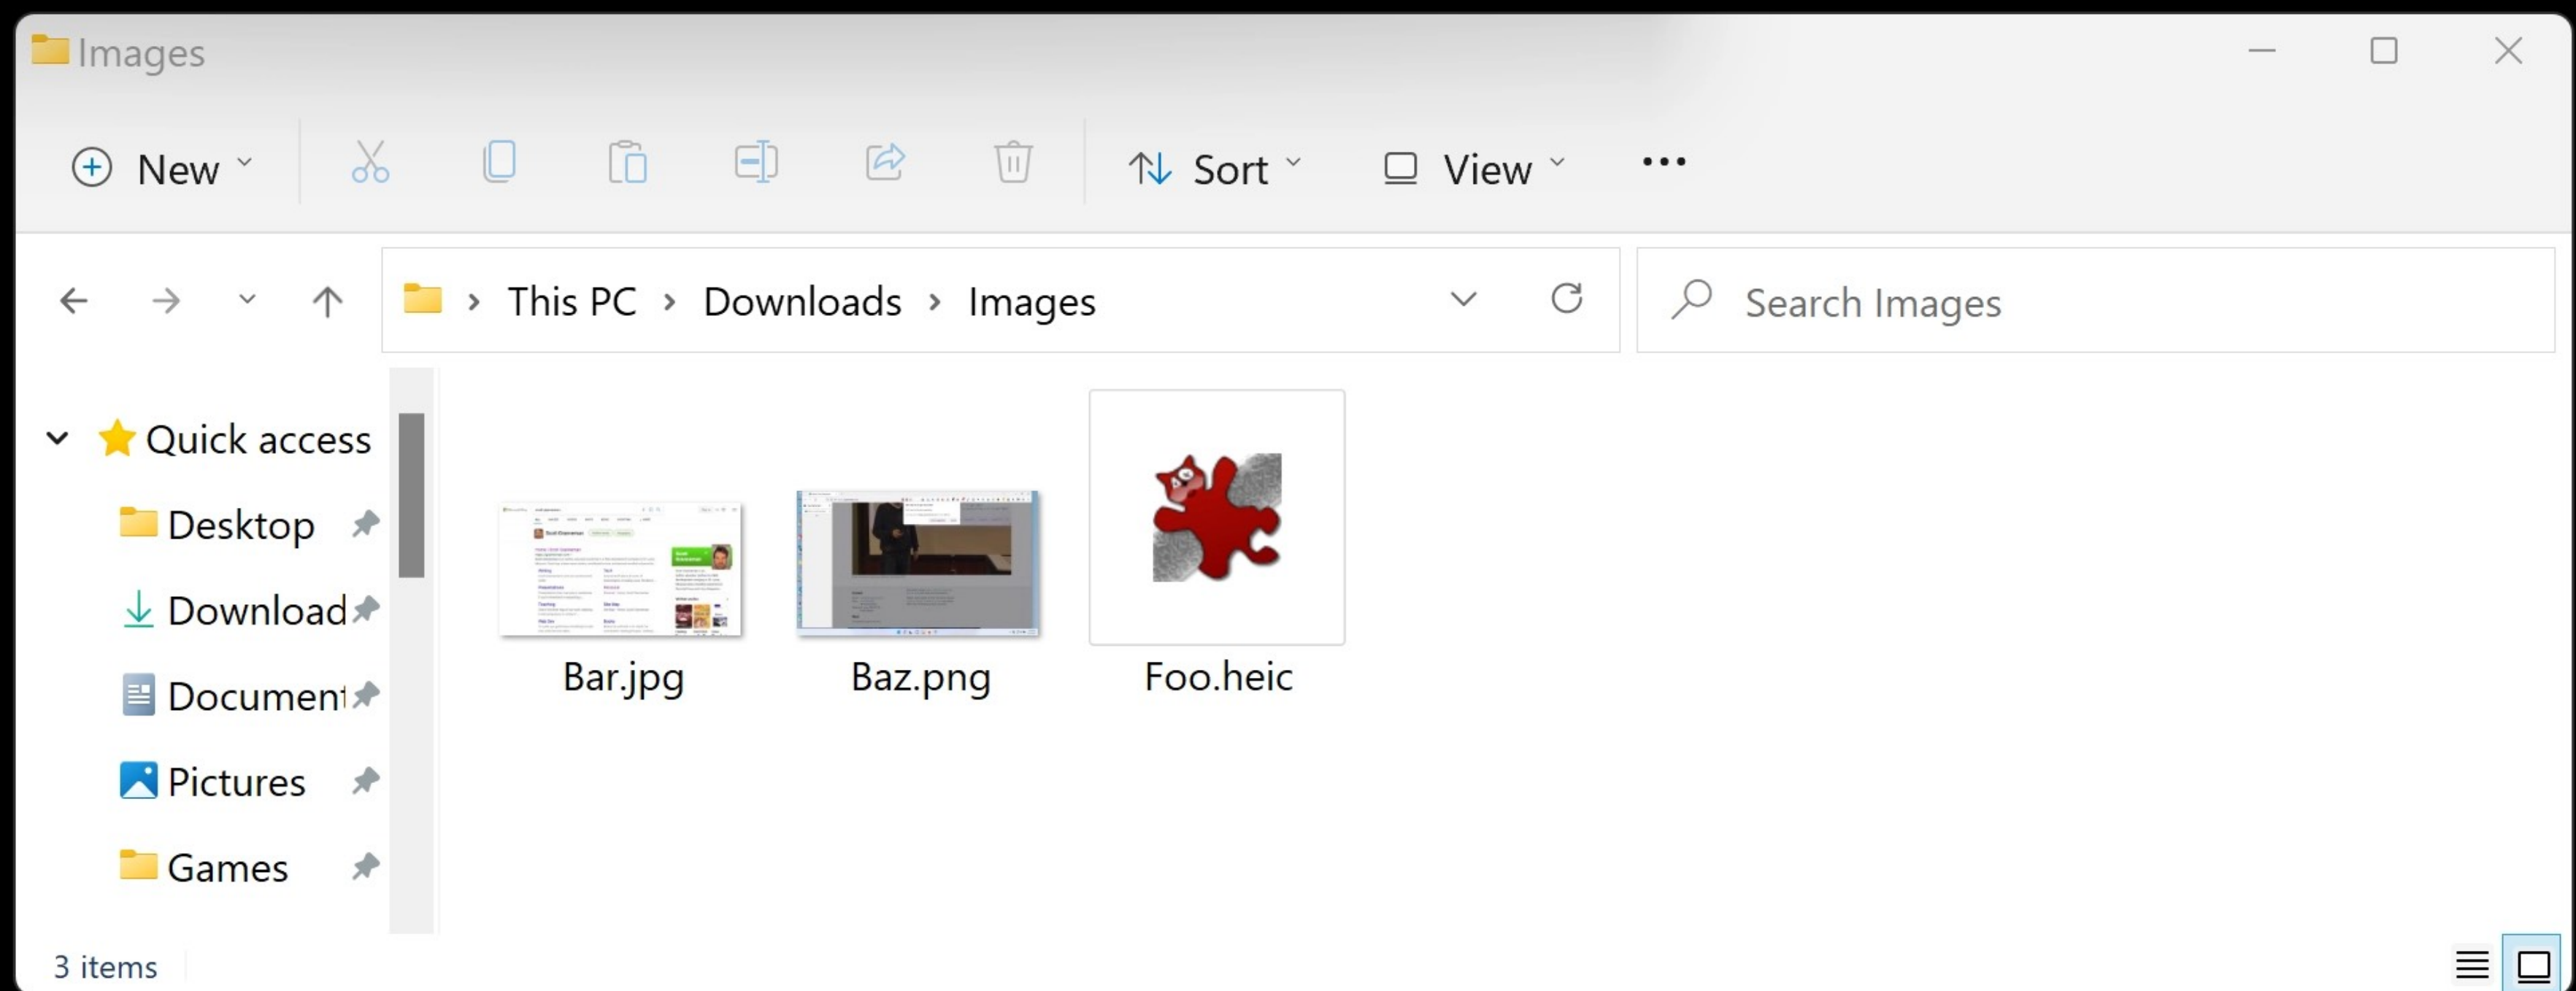 Images
New Sort View
This PC Downloads Images Search Images
Quick access
Desktop
Download
Document
Pictures
Games
Bar.jpg Baz.png Foo.heic
3 items